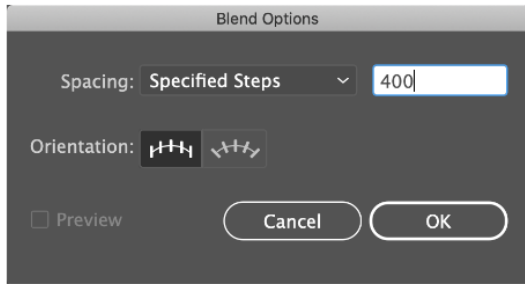 Blend Options
Spacing: Specified Steps 400
Orientation:
Preview Cancel OK